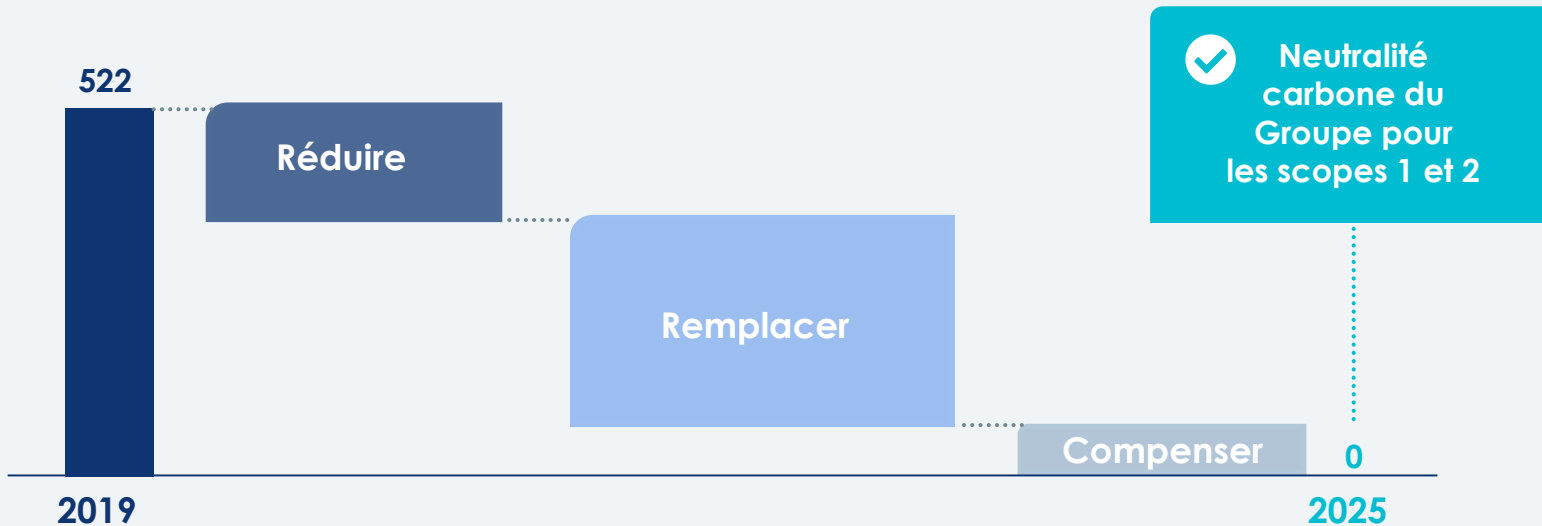 522
Réduire
Remplacer
Compenser
Neutralité
carbone du
Groupe pour
les scopes 1 et 2
0
2019
2025